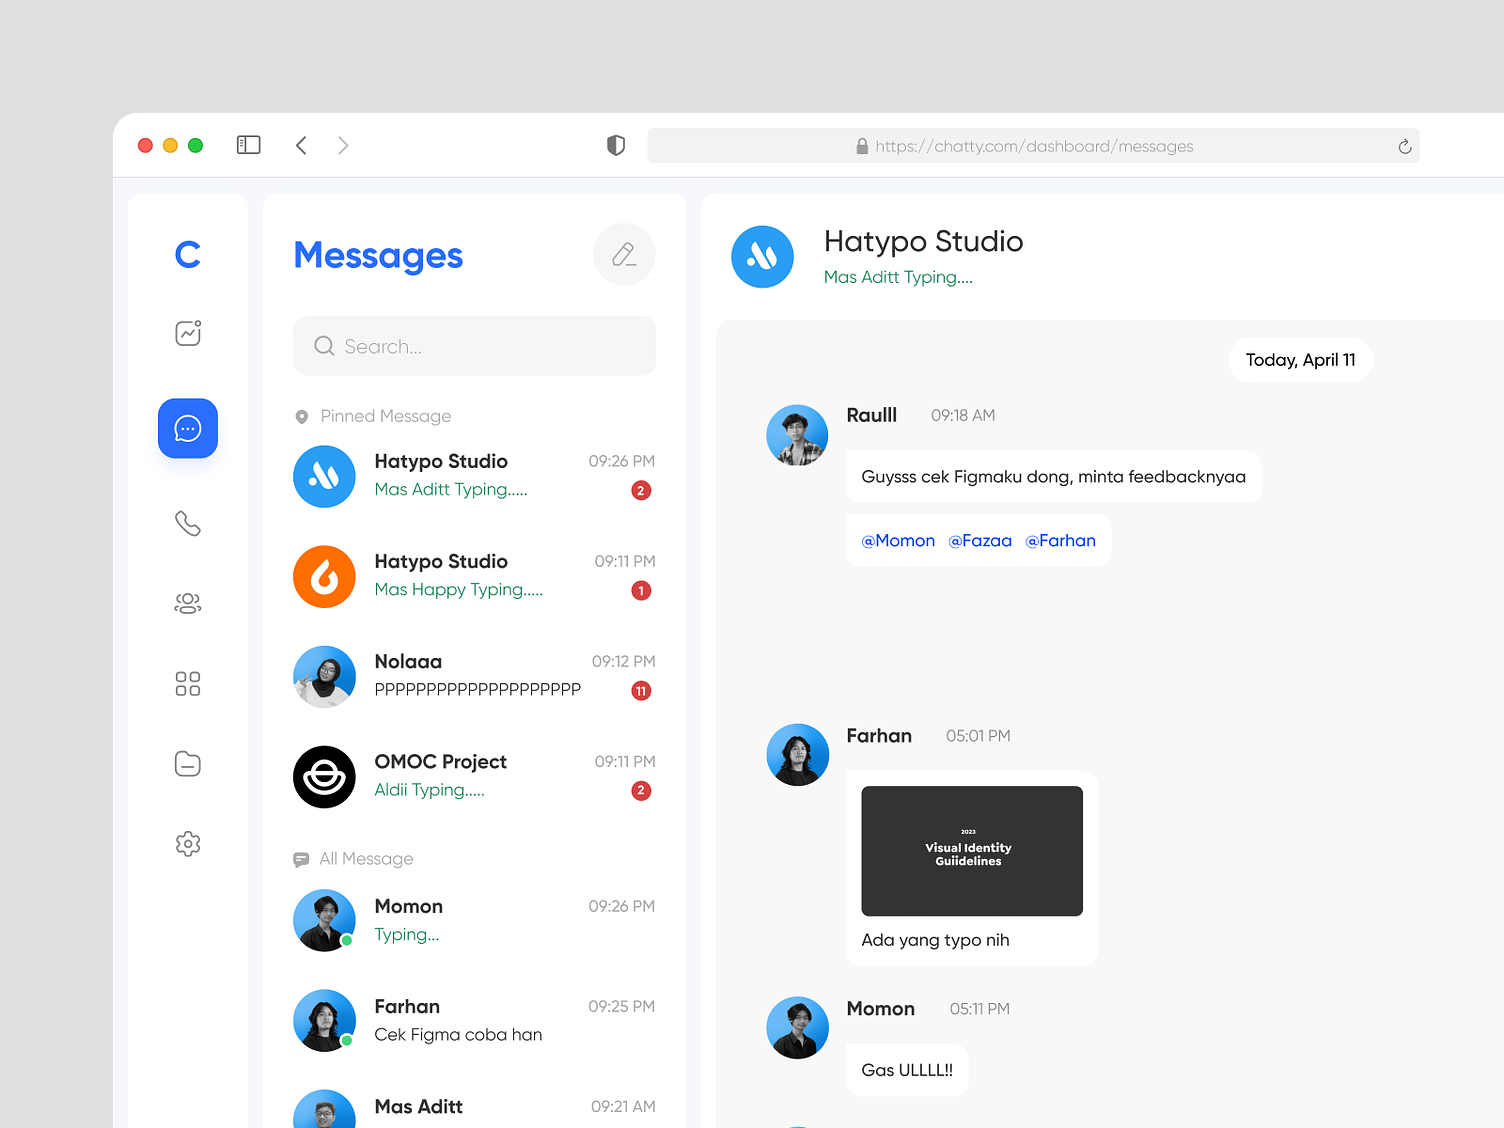 https://chatty.com/dashboard/messages
C
Messages
Search...
Pinned Message
Hatypo Studio
09:26 PM
Mas Aditt Typing.....
2
Hatypo Studio
09:11 PM
Mas Happy Typing.....
1
Nolaaa
09:12 PM
PPPPPPPPPPPPPPPPPPPP
11
OMOC Project
09:11 PM
Aldii Typing.....
2
All Message
Momon
09:26 PM
Typing...
Farhan
09:25 PM
Cek Figma coba han
Mas Aditt
09:21 AM
Hatypo Studio
Mas Aditt Typing....
Today, April 11
Raulll
09:18 AM
Guysss cek Figmaku dong, minta feedbacknyaa
@Momon @Fazaa @Farhan
Farhan
05:01 PM
2023
Visual Identity
Guiidelines
Ada yang typo nih
Momon
05:11 PM
Gas ULLLL!!